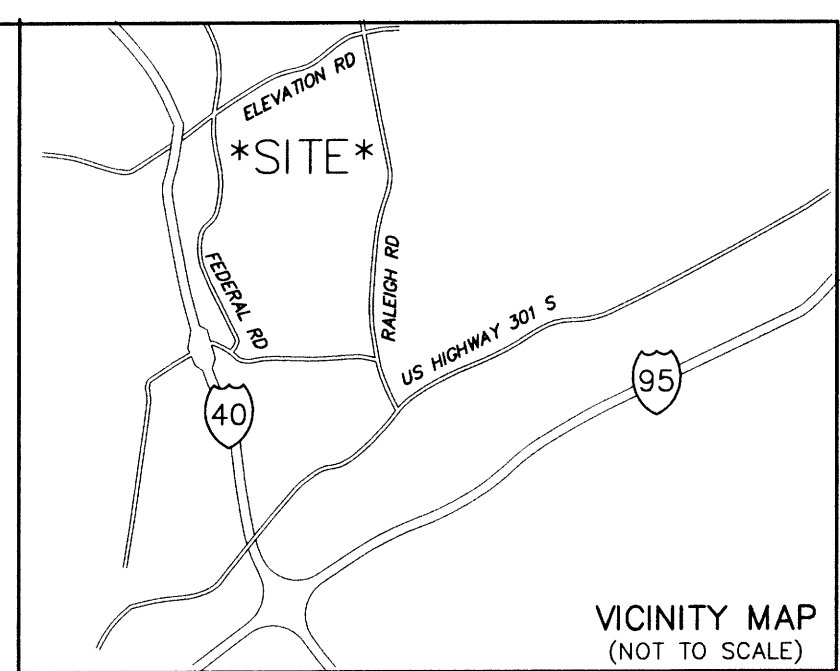 ELEVATION RD
*SITE*
FEDERAL RD
RALEIGH RD
US HIGHWAY 301 S
95
40
VICINITY MAP
(NOT TO SCALE)